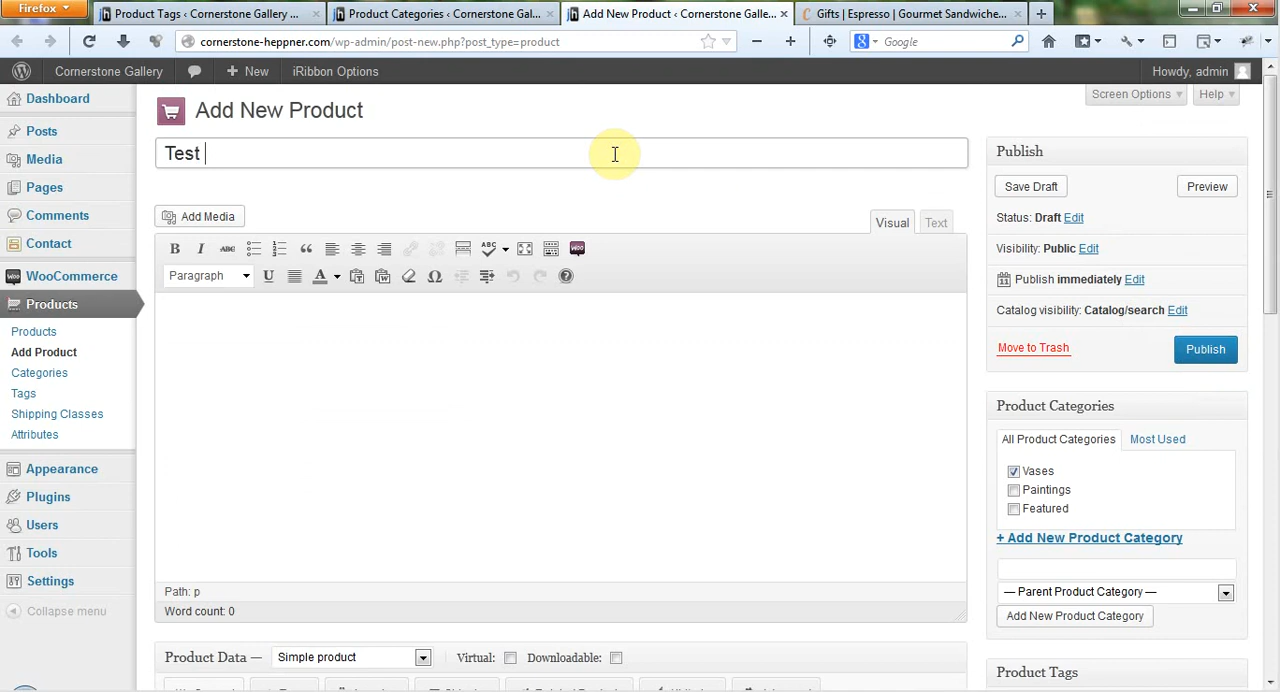 Firefox
Product Tags ‹ Cornerstone Gallery ...
Product Categories ‹ Cornerstone Gal...
Add New Product ‹ Cornerstone Galle...
Gifts | Espresso | Gourmet Sandwiche...
cornerstone-heppner.com/wp-admin/post-new.php?post_type=product
Google
Cornerstone Gallery
New
iRibbon Options
Howdy, admin
Screen Options
Help
Dashboard
Posts
Media
Pages
Comments
Contact
WooCommerce
Products
Products
Add Product
Categories
Tags
Shipping Classes
Attributes
Appearance
Plugins
Users
Tools
Settings
Collapse menu
Add New Product
Test
Add Media
Visual
Text
Paragraph
Path: p
Word count: 0
Product Data —
Simple product
Virtual:
Downloadable:
Publish
Save Draft
Preview
Status: Draft Edit
Visibility: Public Edit
Publish immediately Edit
Catalog visibility: Catalog/search Edit
Move to Trash
Publish
Product Categories
All Product Categories
Most Used
Vases
Paintings
Featured
+ Add New Product Category
— Parent Product Category —
Add New Product Category
Product Tags